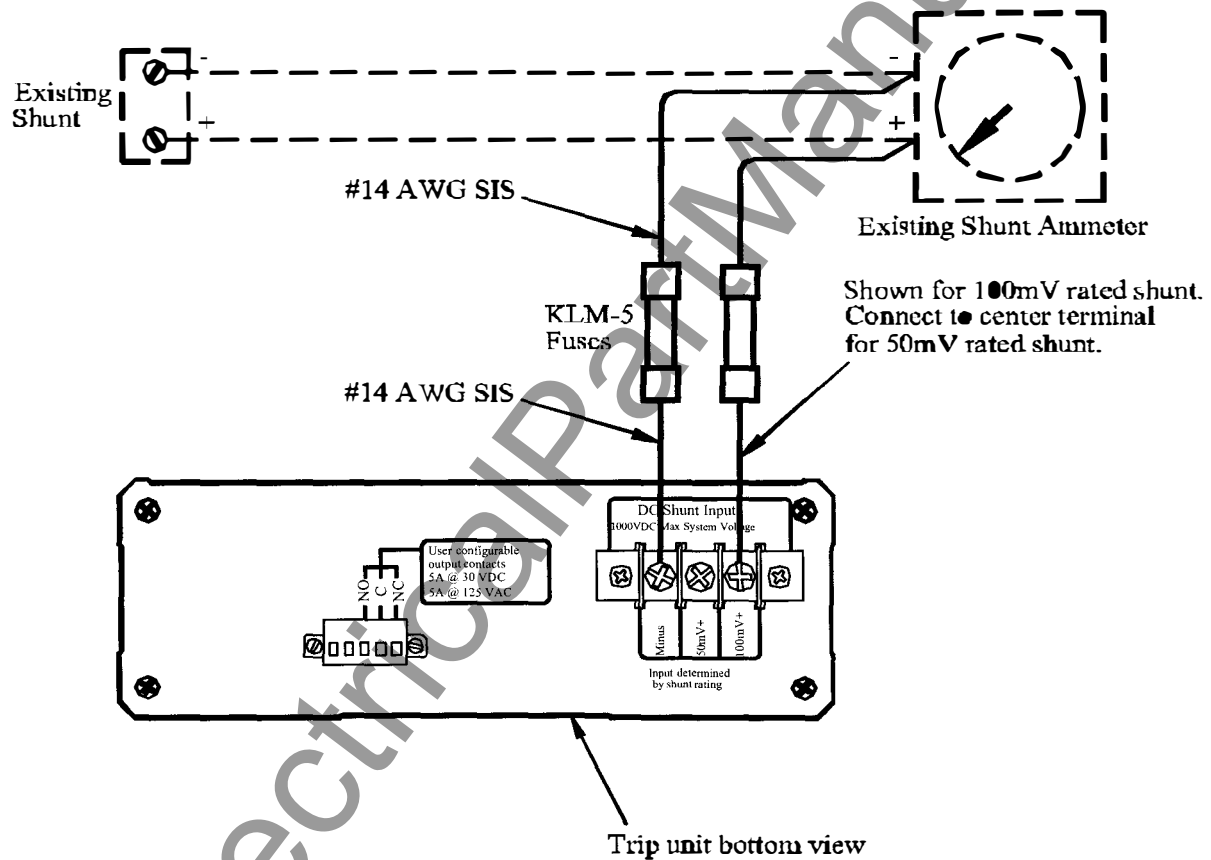 -
-
Existing
Shunt
+
+
#14 AWG SIS
Existing Shunt Ammeter
KLM-5
Fuses
Shown for 100mV rated shunt.
Connect to center terminal
for 50mV rated shunt.
#14 AWG SIS
DC Shunt Input
1000VDC Max System Voltage
User configurable
output contacts
5A @ 30 VDC
5A @ 125 VAC
NO
C
NC
Minus
50mV+
100mV+
Input determined
by shunt rating
Trip unit bottom view
ectricalPartManu